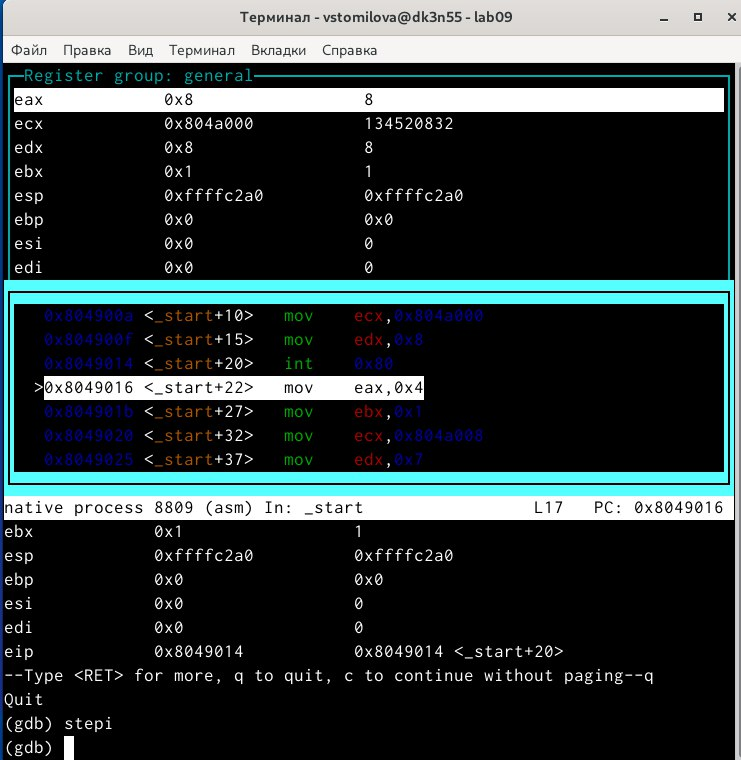 Терминал - vstomilova@dk3n55 - lab09
Файл Правка Вид Терминал Вкладки Справка
Register group: general
eax 0x8 8
ecx 0x804a000 134520832
edx 0x8 8
ebx 0x1 1
esp 0xffffc2a0 0xffffc2a0
ebp 0x0 0x0
esi 0x0 0
edi 0x0 0
0x804900a <_start+10> mov ecx,0x804a000
0x804900f <_start+15> mov edx,0x8
0x8049014 <_start+20> int 0x80
>0x8049016 <_start+22> mov eax,0x4
0x804901b <_start+27> mov ebx,0x1
0x8049020 <_start+32> mov ecx,0x804a008
0x8049025 <_start+37> mov edx,0x7
native process 8809 (asm) In: _start L17 PC: 0x8049016
ebx 0x1 1
esp 0xffffc2a0 0xffffc2a0
ebp 0x0 0x0
esi 0x0 0
edi 0x0 0
eip 0x8049014 0x8049014 <_start+20>
--Type <RET> for more, q to quit, c to continue without paging--q
Quit
(gdb) stepi
(gdb)